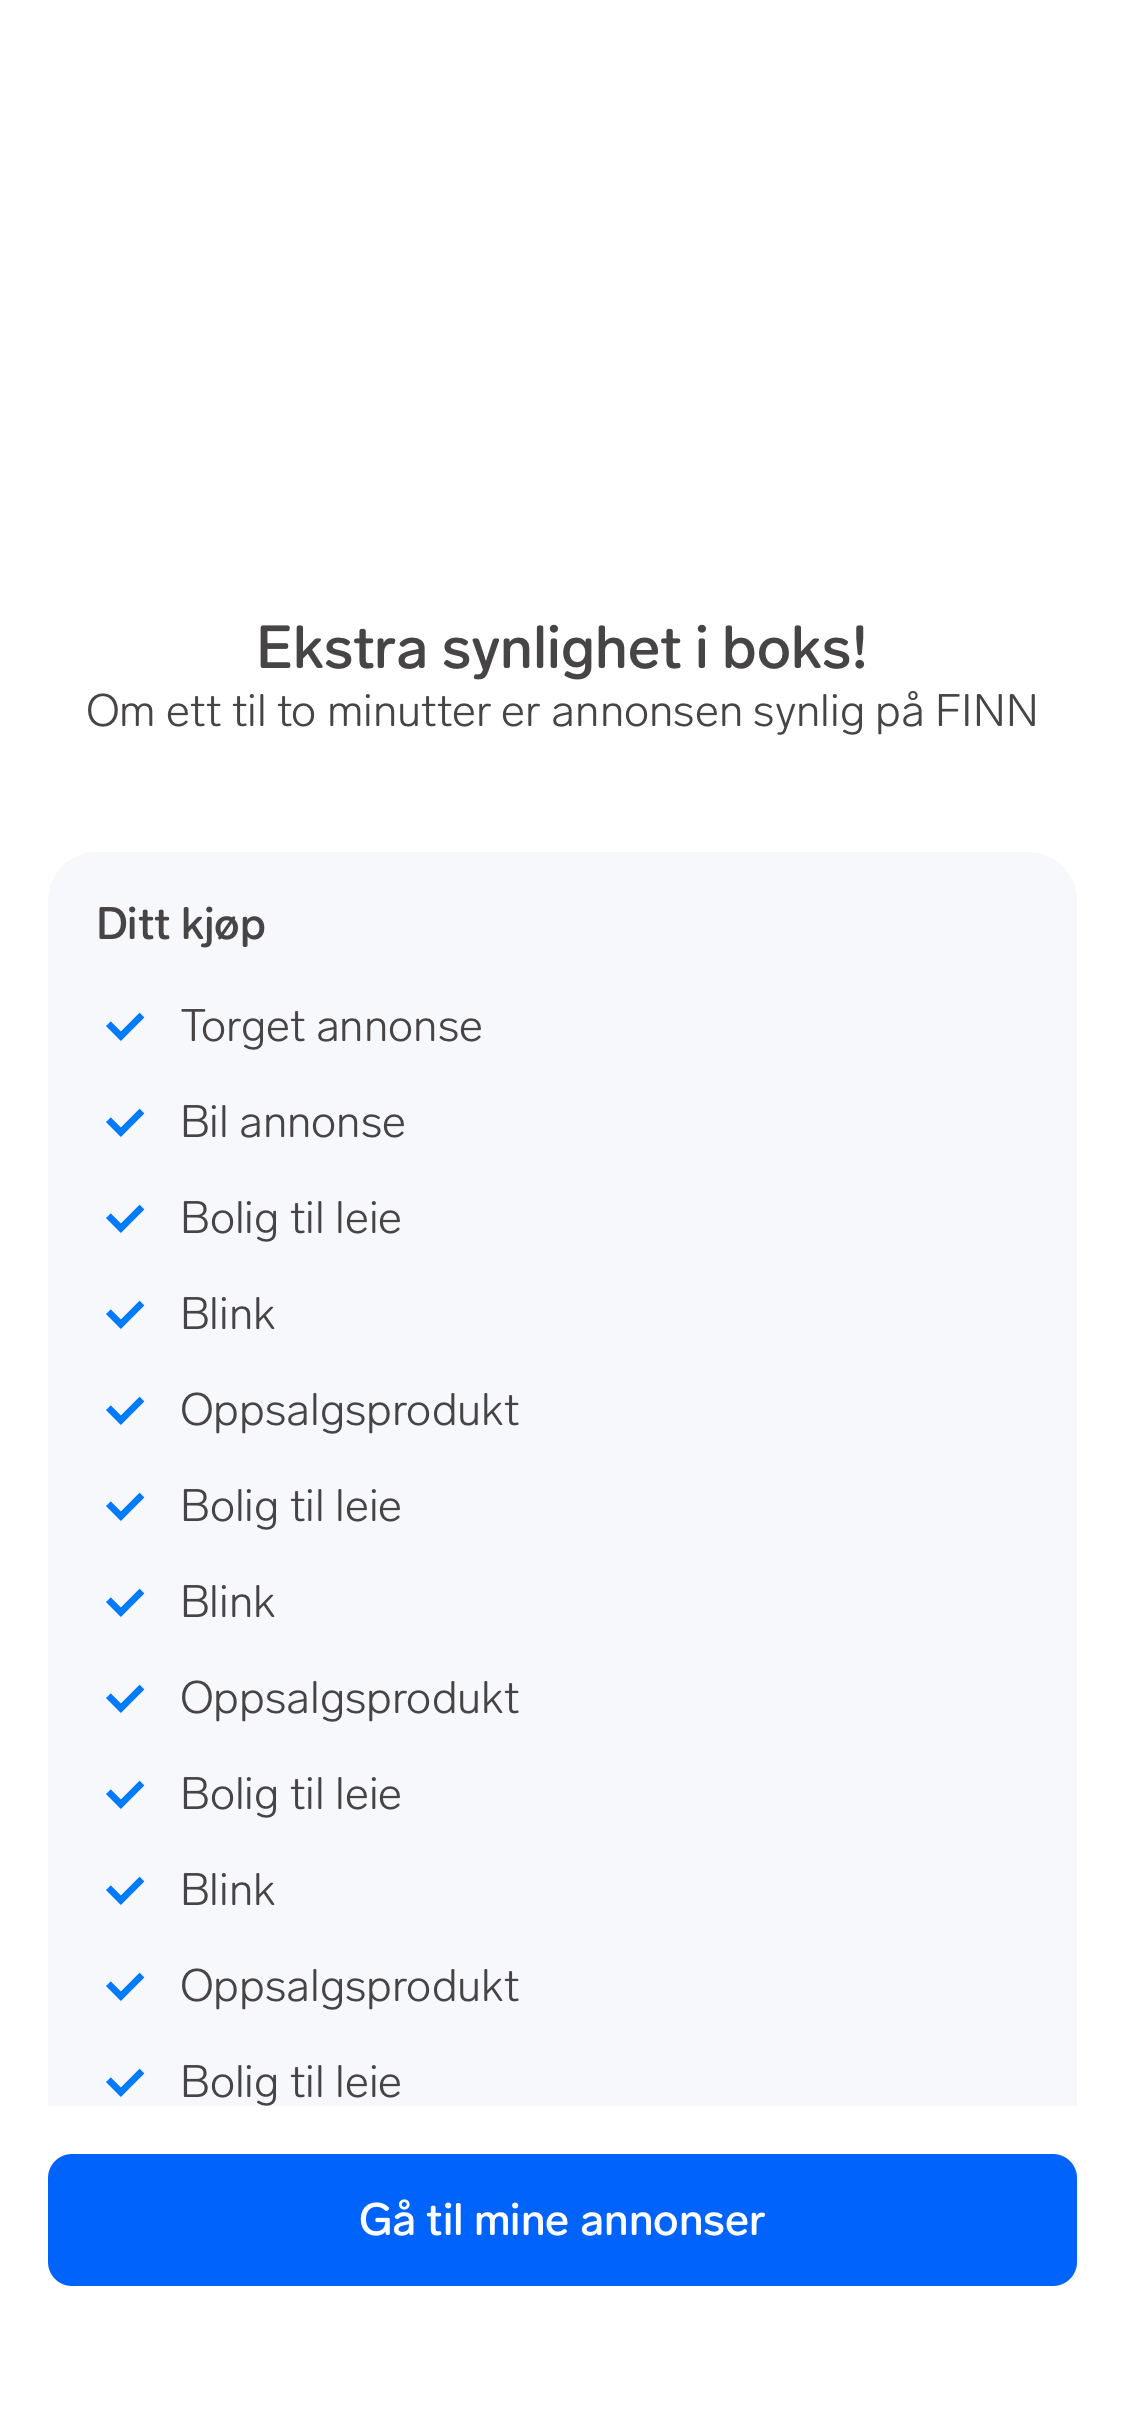 Ekstra synlighet i boks!
Om ett til to minutter er annonsen synlig på FINN
Ditt kjøp
Torget annonse
Bil annonse
Bolig til leie
Blink
Oppsalgsprodukt
Bolig til leie
Blink
Oppsalgsprodukt
Bolig til leie
Blink
Oppsalgsprodukt
Bolig til leie
Gå til mine annonser